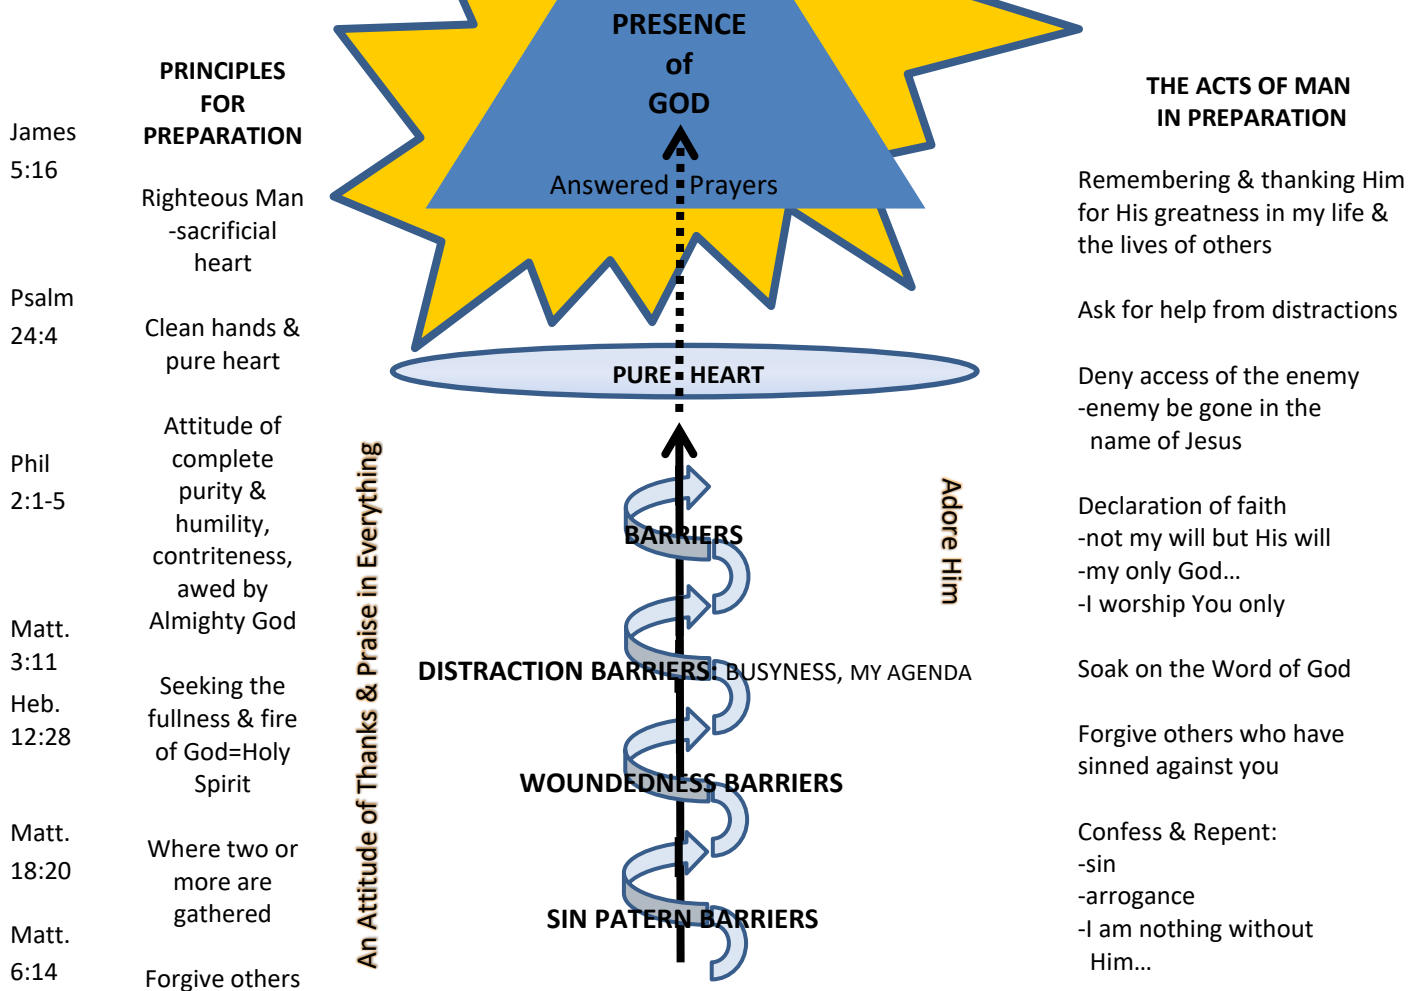 James
5:16
Psalm
24:4
Phil
2:1-5
Matt.
3:11
Heb.
12:28
Matt.
18:20
Matt.
6:14
PRINCIPLES
FOR
PREPARATION
Righteous Man
-sacrificial
heart
Clean hands &
pure heart
Attitude of
complete
purity &
humility,
contriteness,
awed by
Almighty God
Seeking the
fullness & fire
of God=Holy
Spirit
Where two or
more are
gathered
Forgive others
An Attitude of Thanks & Praise in Everything
PRESENCE
of
GOD
Answered Prayers
PURE HEART
BARRIERS
DISTRACTION BARRIERS: BUSYNESS, MY AGENDA
WOUNDEDNESS BARRIERS
SIN PATERN BARRIERS
Adore Him
THE ACTS OF MAN
IN PREPARATION
Remembering & thanking Him
for His greatness in my life &
the lives of others
Ask for help from distractions
Deny access of the enemy
-enemy be gone in the
name of Jesus
Declaration of faith
-not my will but His will
-my only God…
-I worship You only
Soak on the Word of God
Forgive others who have
sinned against you
Confess & Repent:
-sin
-arrogance
-I am nothing without
Him…